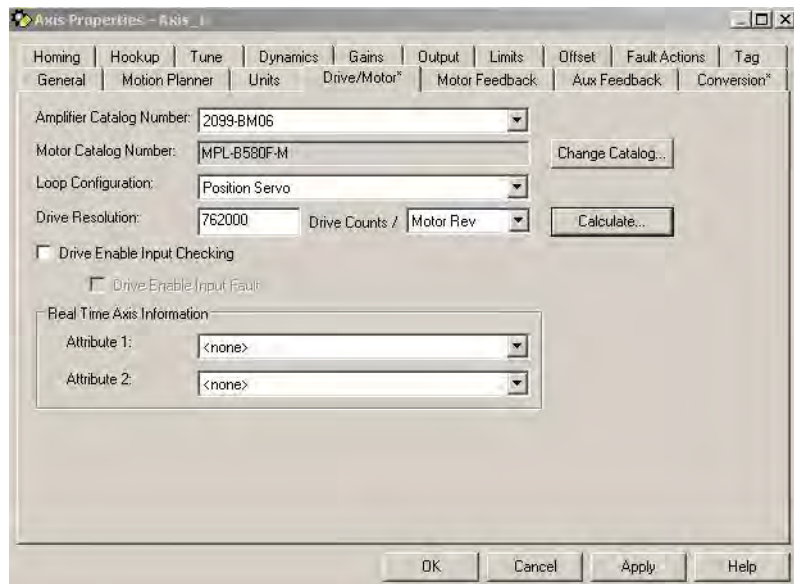 Axis Properties - Axis_1
Homing Hookup Tune Dynamics Gains Output Limits Offset Fault Actions Tag
General Motion Planner Units Drive/Motor* Motor Feedback Aux Feedback Conversion*
Amplifier Catalog Number: 2099-BM06
Motor Catalog Number: MPL-B580F-M Change Catalog...
Loop Configuration: Position Servo
Drive Resolution: 762000 Drive Counts / Motor Rev Calculate...
Drive Enable Input Checking
Drive Enable Input Fault
Real Time Axis Information
Attribute 1: <none>
Attribute 2: <none>
OK Cancel Apply Help